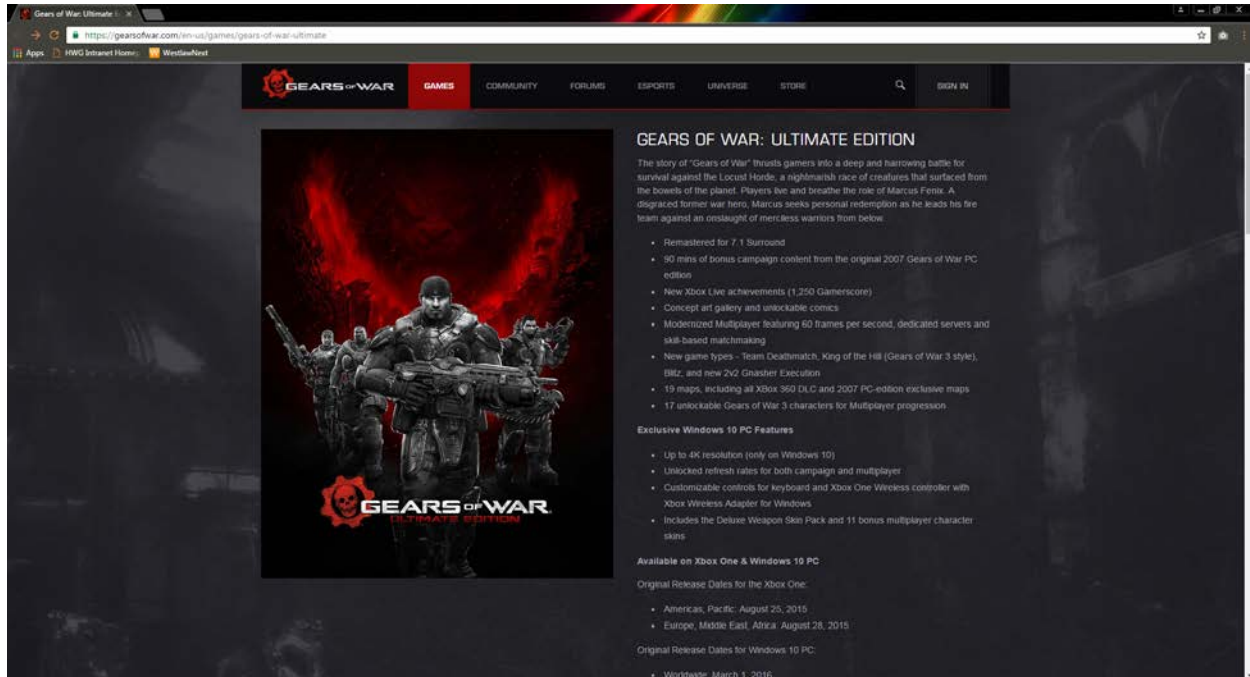 Gears of War: Ultimate E
https://gearsofwar.com/en-us/games/gears-of-war-ultimate
Apps HWG Intranet Home WestlawNext
GEARS OF WAR GAMES COMMUNITY FORUMS ESPORTS UNIVERSE STORE SIGN IN
GEARS OF WAR: ULTIMATE EDITION
The story of "Gears of War" thrusts gamers into a deep and harrowing battle for
survival against the Locust Horde, a nightmarish race of creatures that surfaced from
the bowels of the planet. Players live and breathe the role of Marcus Fenix. A
disgraced former war hero, Marcus seeks personal redemption as he leads his fire
team against an onslaught of merciless warriors from below.
• Remastered for 7.1 Surround
• 90 mins of bonus campaign content from the original 2007 Gears of War PC
edition
• New Xbox Live achievements (1,250 Gamerscore)
• Concept art gallery and unlockable comics
• Modernized Multiplayer featuring 60 frames per second, dedicated servers and
skill-based matchmaking
• New game types - Team Deathmatch, King of the Hill (Gears of War 3 style),
Blitz, and new 2v2 Gnasher Execution
• 19 maps, including all XBox 360 DLC and 2007 PC-edition exclusive maps
• 17 unlockable Gears of War 3 characters for Multiplayer progression
Exclusive Windows 10 PC Features
• Up to 4K resolution (only on Windows 10)
• Unlocked refresh rates for both campaign and multiplayer
• Customizable controls for keyboard and Xbox One Wireless controller with
Xbox Wireless Adapter for Windows
• Includes the Deluxe Weapon Skin Pack and 11 bonus multiplayer character
skins
Available on Xbox One & Windows 10 PC
Original Release Dates for the Xbox One:
• Americas, Pacific: August 25, 2015
• Europe, Middle East, Africa: August 28, 2015
Original Release Dates for Windows 10 PC:
• Worldwide, March 1, 2016
GEARS OF WAR
ULTIMATE EDITION